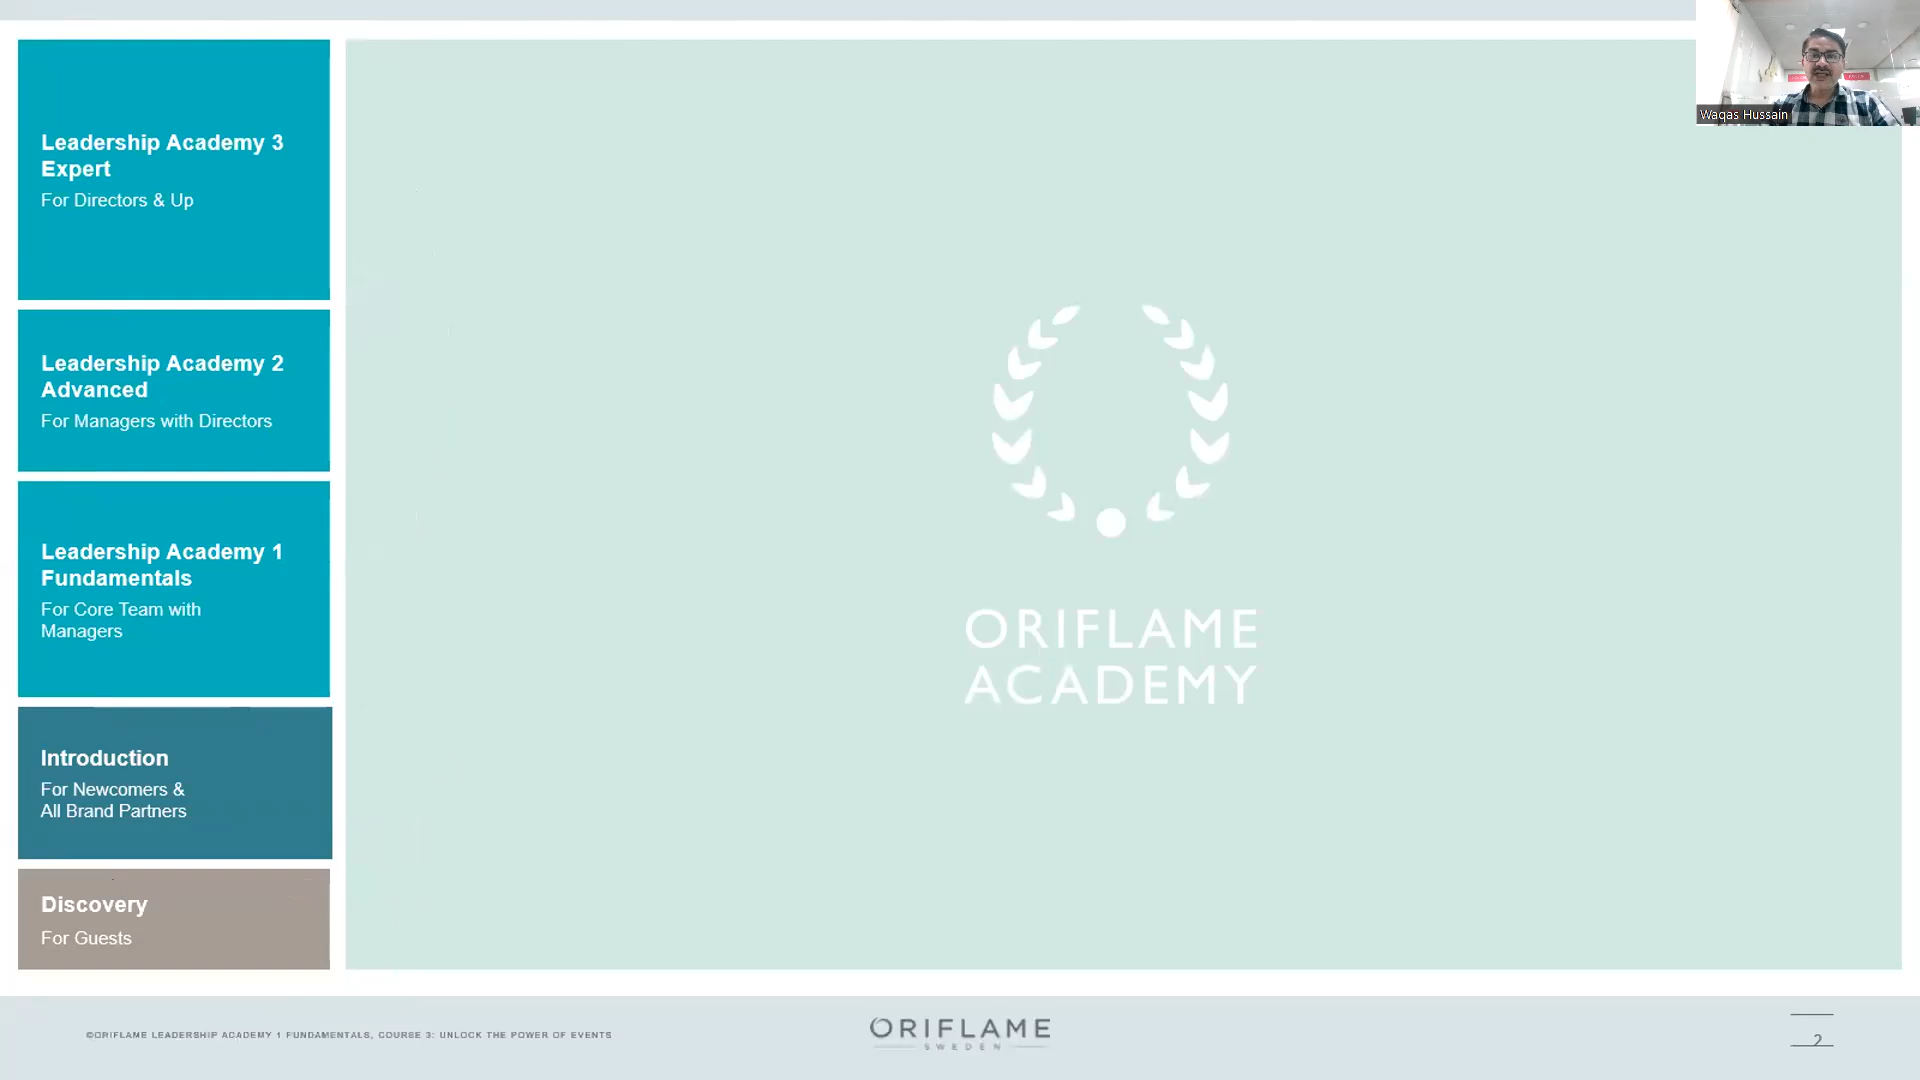 Leadership Academy 3
Expert
For Directors & Up
Leadership Academy 2
Advanced
For Managers with Directors
Leadership Academy 1
Fundamentals
For Core Team with
Managers
Introduction
For Newcomers &
All Brand Partners
Discovery
For Guests
ORIFLAME
ACADEMY
Waqas Hussain
©ORIFLAME LEADERSHIP ACADEMY 1 FUNDAMENTALS, COURSE 3: UNLOCK THE POWER OF EVENTS
ORIFLAME
SWEDEN
2